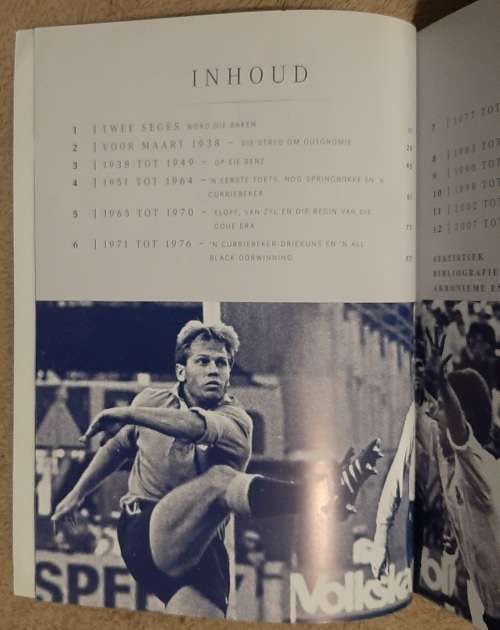 INHOUD
1 | TWEE SEGES WORD DIE BAKEN
2 | VOOR MAART 1938 – DIE STRYD OM OUTONOMIE
3 | 1938 TOT 1949 – OP EIE BENE
4 | 1951 TOT 1964 – 'N EERSTE TOETS, NOG SPRINGBOKKE EN 'N
CURRIEBEKER
5 | 1965 TOT 1970 – ELOFF, VAN ZYL EN DIE BEGIN VAN DIE
GOUE ERA
6 | 1971 TOT 1976 – 'N CURRIEBEKER-DRIEKUNS EN 'N ALL
BLACK OORWINNING
7 | 1977 TOT
8 | 1983 TOT
9 | 1990 TOT
10 | 1998 TOT
11 | 2002 TOT
12 | 2007 TOT
STATISTIEK
BIBLIOGRAFIE
AKRONIEME
SPE
Volkska
oli